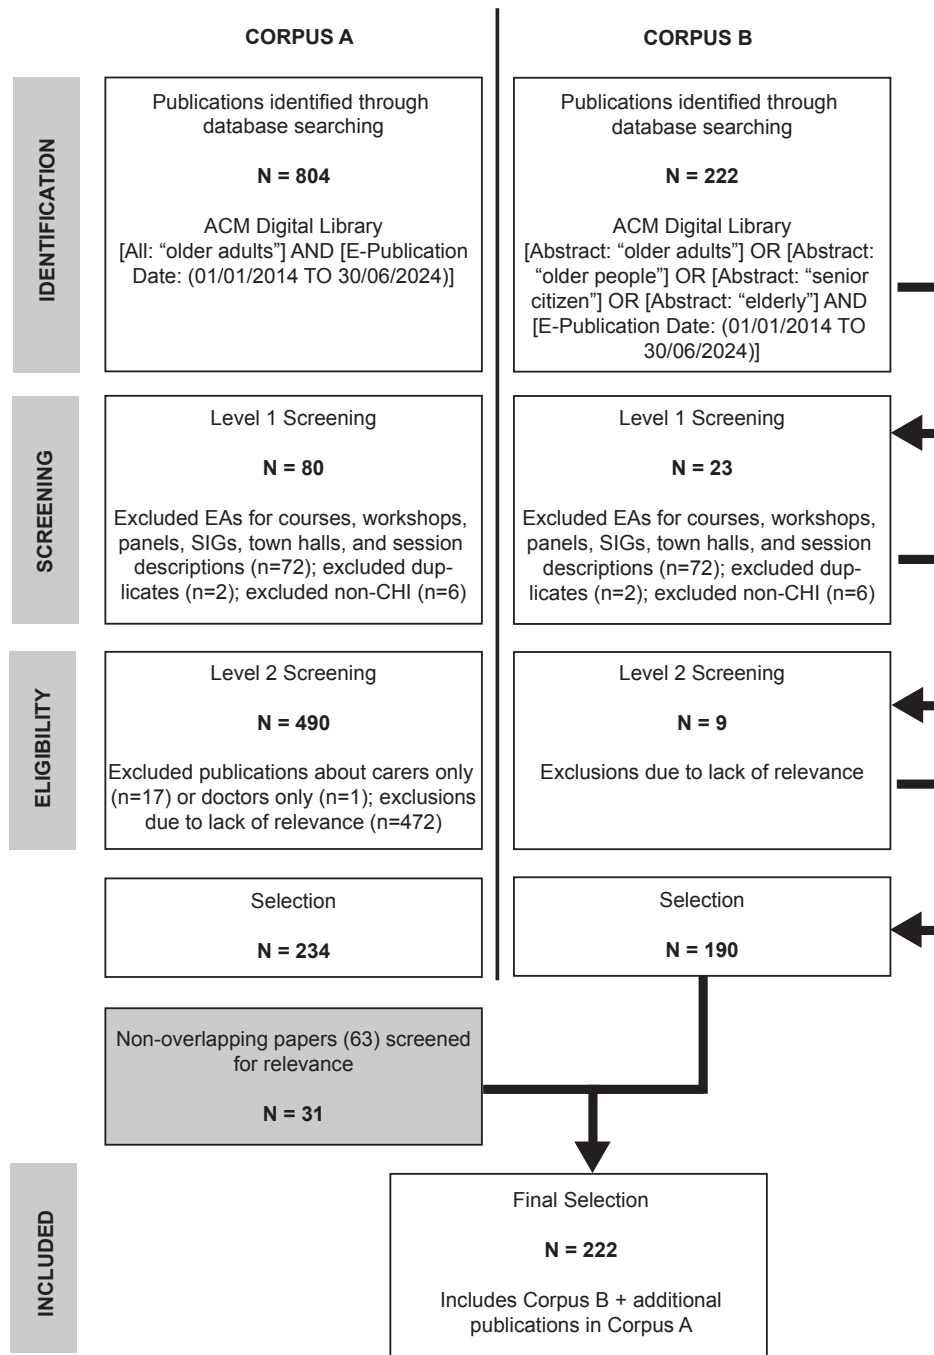 CORPUS A
CORPUS B
IDENTIFICATION
Publications identified through
database searching
N = 804
ACM Digital Library
[All: “older adults”] AND [E-Publication
Date: (01/01/2014 TO 30/06/2024)]
Publications identified through
database searching
N = 222
ACM Digital Library
[Abstract: “older adults”] OR [Abstract:
“older people”] OR [Abstract: “senior
citizen”] OR [Abstract: “elderly”] AND
[E-Publication Date: (01/01/2014 TO
30/06/2024)]
SCREENING
Level 1 Screening
N = 80
Excluded EAs for courses, workshops,
panels, SIGs, town halls, and session
descriptions (n=72); excluded dup-
licates (n=2); excluded non-CHI (n=6)
Level 1 Screening
N = 23
Excluded EAs for courses, workshops,
panels, SIGs, town halls, and session
descriptions (n=72); excluded dup-
licates (n=2); excluded non-CHI (n=6)
ELIGIBILITY
Level 2 Screening
N = 490
Excluded publications about carers only
(n=17) or doctors only (n=1); exclusions
due to lack of relevance (n=472)
Level 2 Screening
N = 9
Exclusions due to lack of relevance
Selection
N = 234
Selection
N = 190
Non-overlapping papers (63) screened
for relevance
N = 31
INCLUDED
Final Selection
N = 222
Includes Corpus B + additional
publications in Corpus A